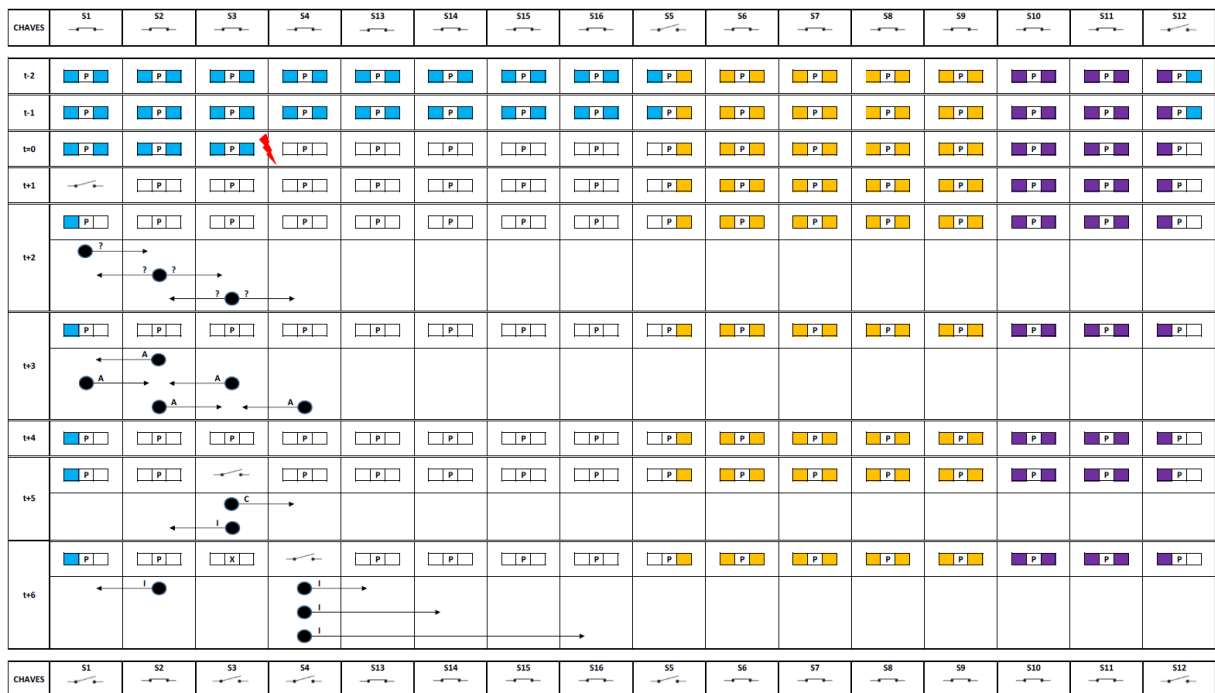 CHAVES S1 S2 S3 S4 S13 S14 S15 S16 S5 S6 S7 S8 S9 S10 S11 S12
t-2 P P P P P P P P P P P P P P P P
t-1 P P P P P P P P P P P P P P P P
t=0 P P P P P P P P P P P P P P P P
t+1 P P P P P P P P P P P P P P P
P P P P P P P P P P P P P P P P
?
t+2
? ?
? ?
P P P P P P P P P P P P P P P P
A
t+3
A A
A A
t+4 P P P P P P P P P P P P P P P P
P P P P P P P P P P P P P P P
t+5
C
I
P P X P P P P P P P P P P P P
I I
t+6
I
I
CHAVES S1 S2 S3 S4 S13 S14 S15 S16 S5 S6 S7 S8 S9 S10 S11 S12